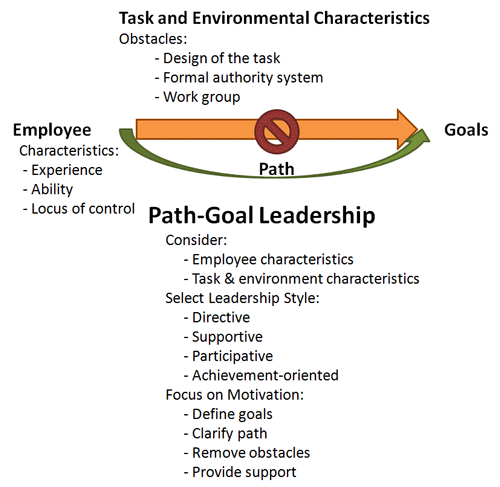 Task and Environmental Characteristics
Obstacles:
- Design of the task
- Formal authority system
- Work group
Employee
Goals
Characteristics:
- Experience
- Ability
- Locus of control
Path
Path-Goal Leadership
Consider:
- Employee characteristics
- Task & environment characteristics
Select Leadership Style:
- Directive
- Supportive
- Participative
- Achievement-oriented
Focus on Motivation:
- Define goals
- Clarify path
- Remove obstacles
- Provide support